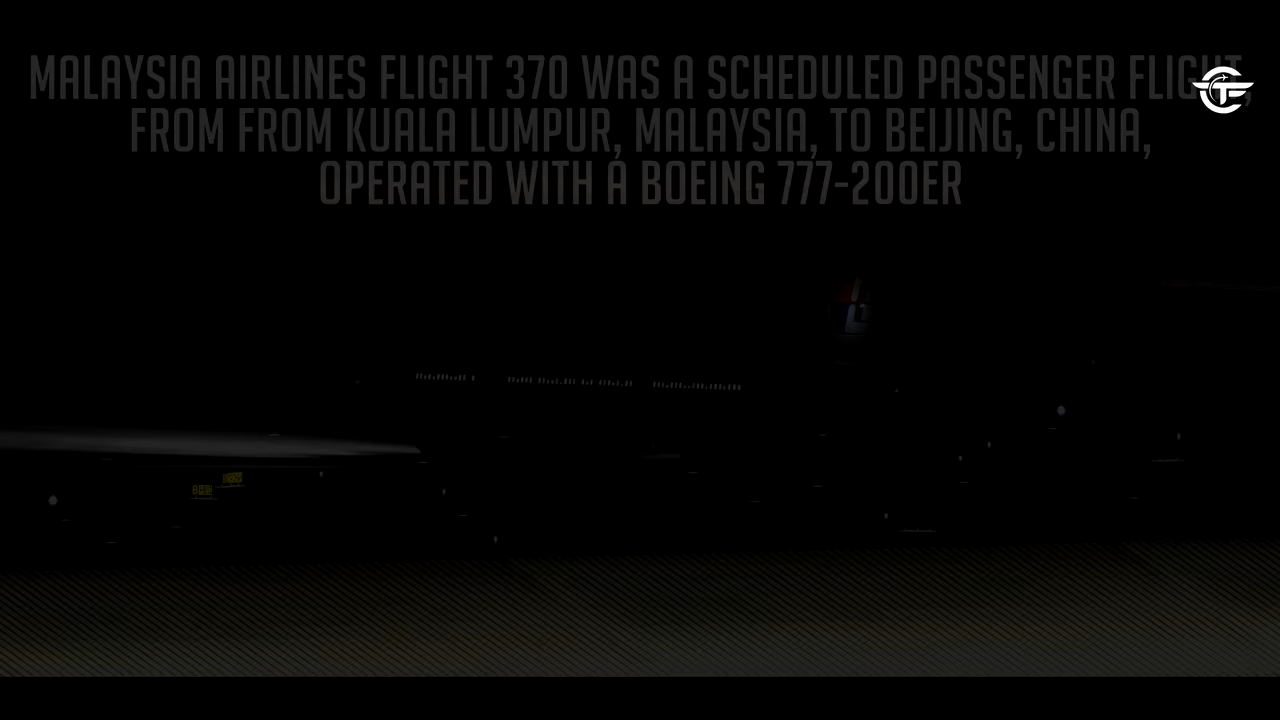 MALAYSIA AIRLINES FLIGHT 370 WAS A SCHEDULED PASSENGER FLIGHT,
FROM FROM KUALA LUMPUR, MALAYSIA, TO BEIJING, CHINA,
OPERATED WITH A BOEING 777-200ER